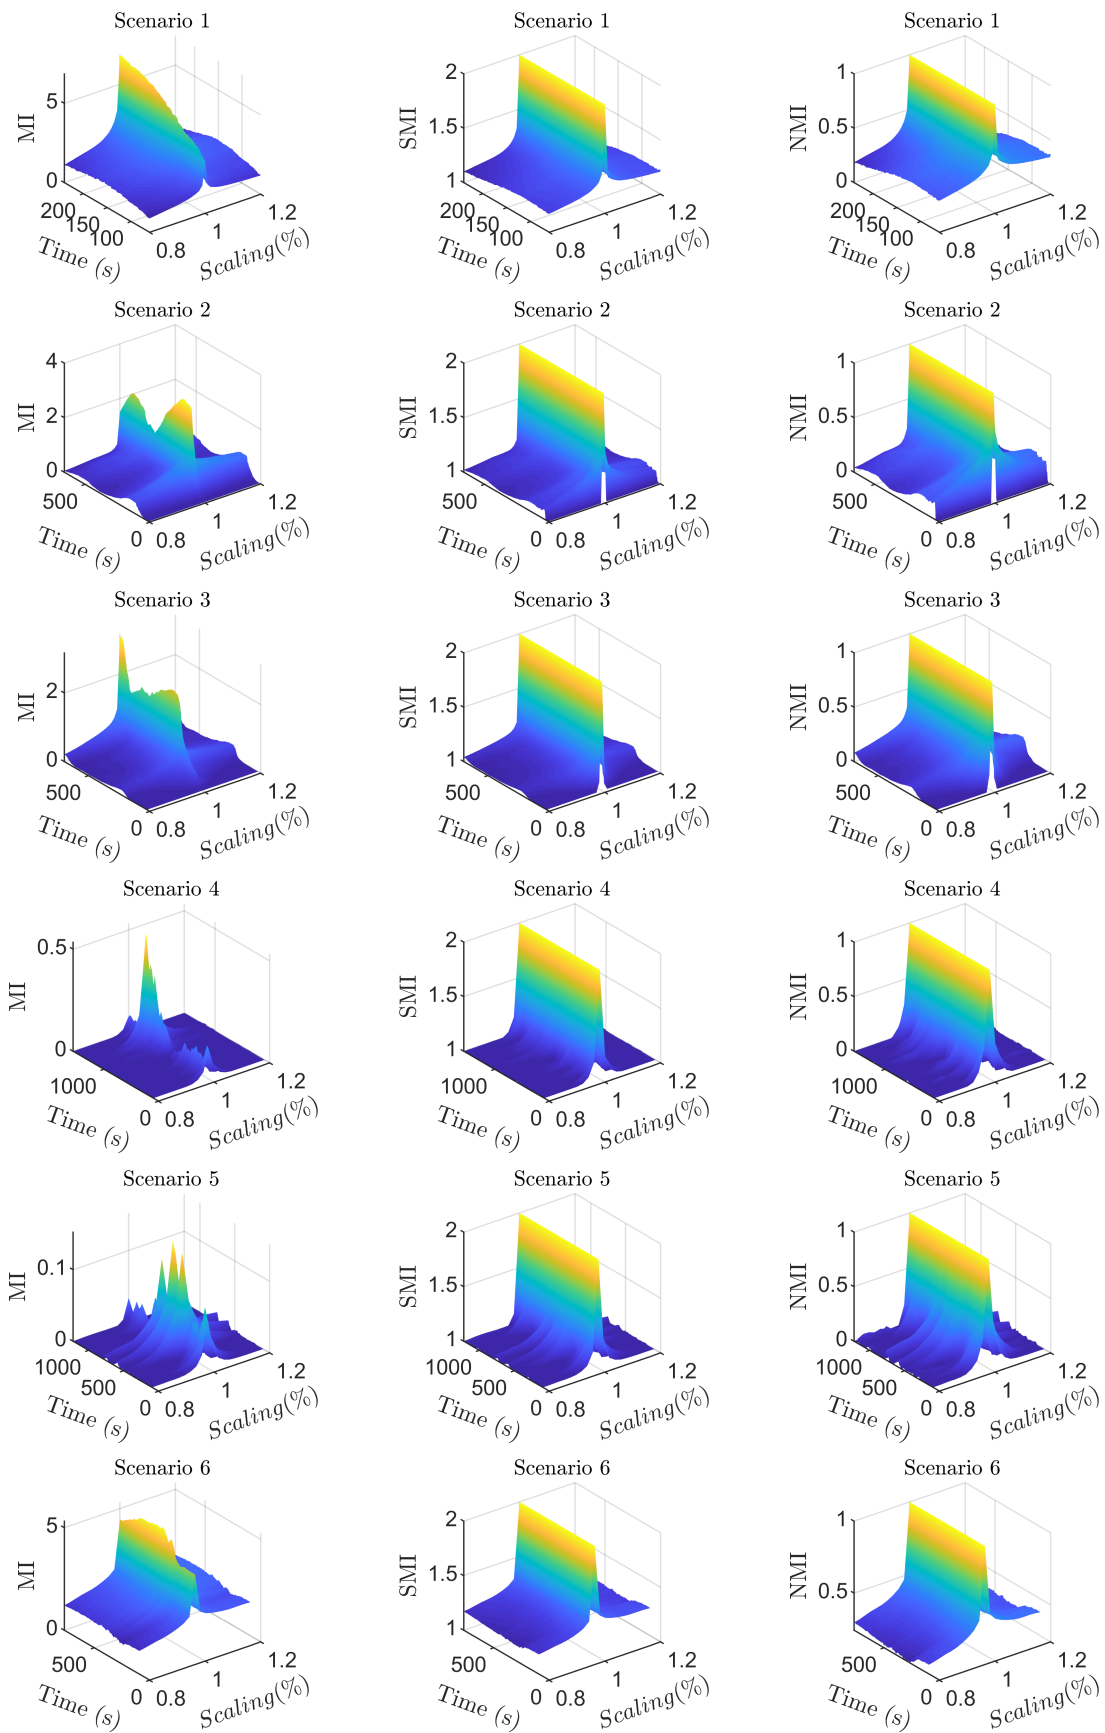 Scenario 1
Scenario 1
Scenario 1
MI
5
0
200
150
100
Time (s)
0.8
1
1.2
Scaling(%)
SMI
2
1.5
1
200
150
100
Time (s)
0.8
1
1.2
Scaling(%)
NMI
1
0.5
0
200
150
100
Time (s)
0.8
1
1.2
Scaling(%)
Scenario 2
Scenario 2
Scenario 2
MI
4
2
0
500
0
Time (s)
0.8
1
1.2
Scaling(%)
SMI
2
1.5
1
500
0
Time (s)
0.8
1
1.2
Scaling(%)
NMI
1
0.5
0
500
0
Time (s)
0.8
1
1.2
Scaling(%)
Scenario 3
Scenario 3
Scenario 3
MI
2
0
500
0
Time (s)
0.8
1
1.2
Scaling(%)
SMI
2
1.5
1
500
0
Time (s)
0.8
1
1.2
Scaling(%)
NMI
1
0.5
0
500
0
Time (s)
0.8
1
1.2
Scaling(%)
Scenario 4
Scenario 4
Scenario 4
MI
0.5
0
1000
0
Time (s)
0.8
1
1.2
Scaling(%)
SMI
2
1.5
1
1000
0
Time (s)
0.8
1
1.2
Scaling(%)
NMI
1
0.5
0
1000
0
Time (s)
0.8
1
1.2
Scaling(%)
Scenario 5
Scenario 5
Scenario 5
MI
0.1
0
1000
500
0
Time (s)
0.8
1
1.2
Scaling(%)
SMI
2
1.5
1
1000
500
0
Time (s)
0.8
1
1.2
Scaling(%)
NMI
1
0.5
0
1000
500
0
Time (s)
0.8
1
1.2
Scaling(%)
Scenario 6
Scenario 6
Scenario 6
MI
5
0
500
0
Time (s)
0.8
1
1.2
Scaling(%)
SMI
2
1.5
1
500
0
Time (s)
0.8
1
1.2
Scaling(%)
NMI
1
0.5
500
0
Time (s)
0.8
1
1.2
Scaling(%)